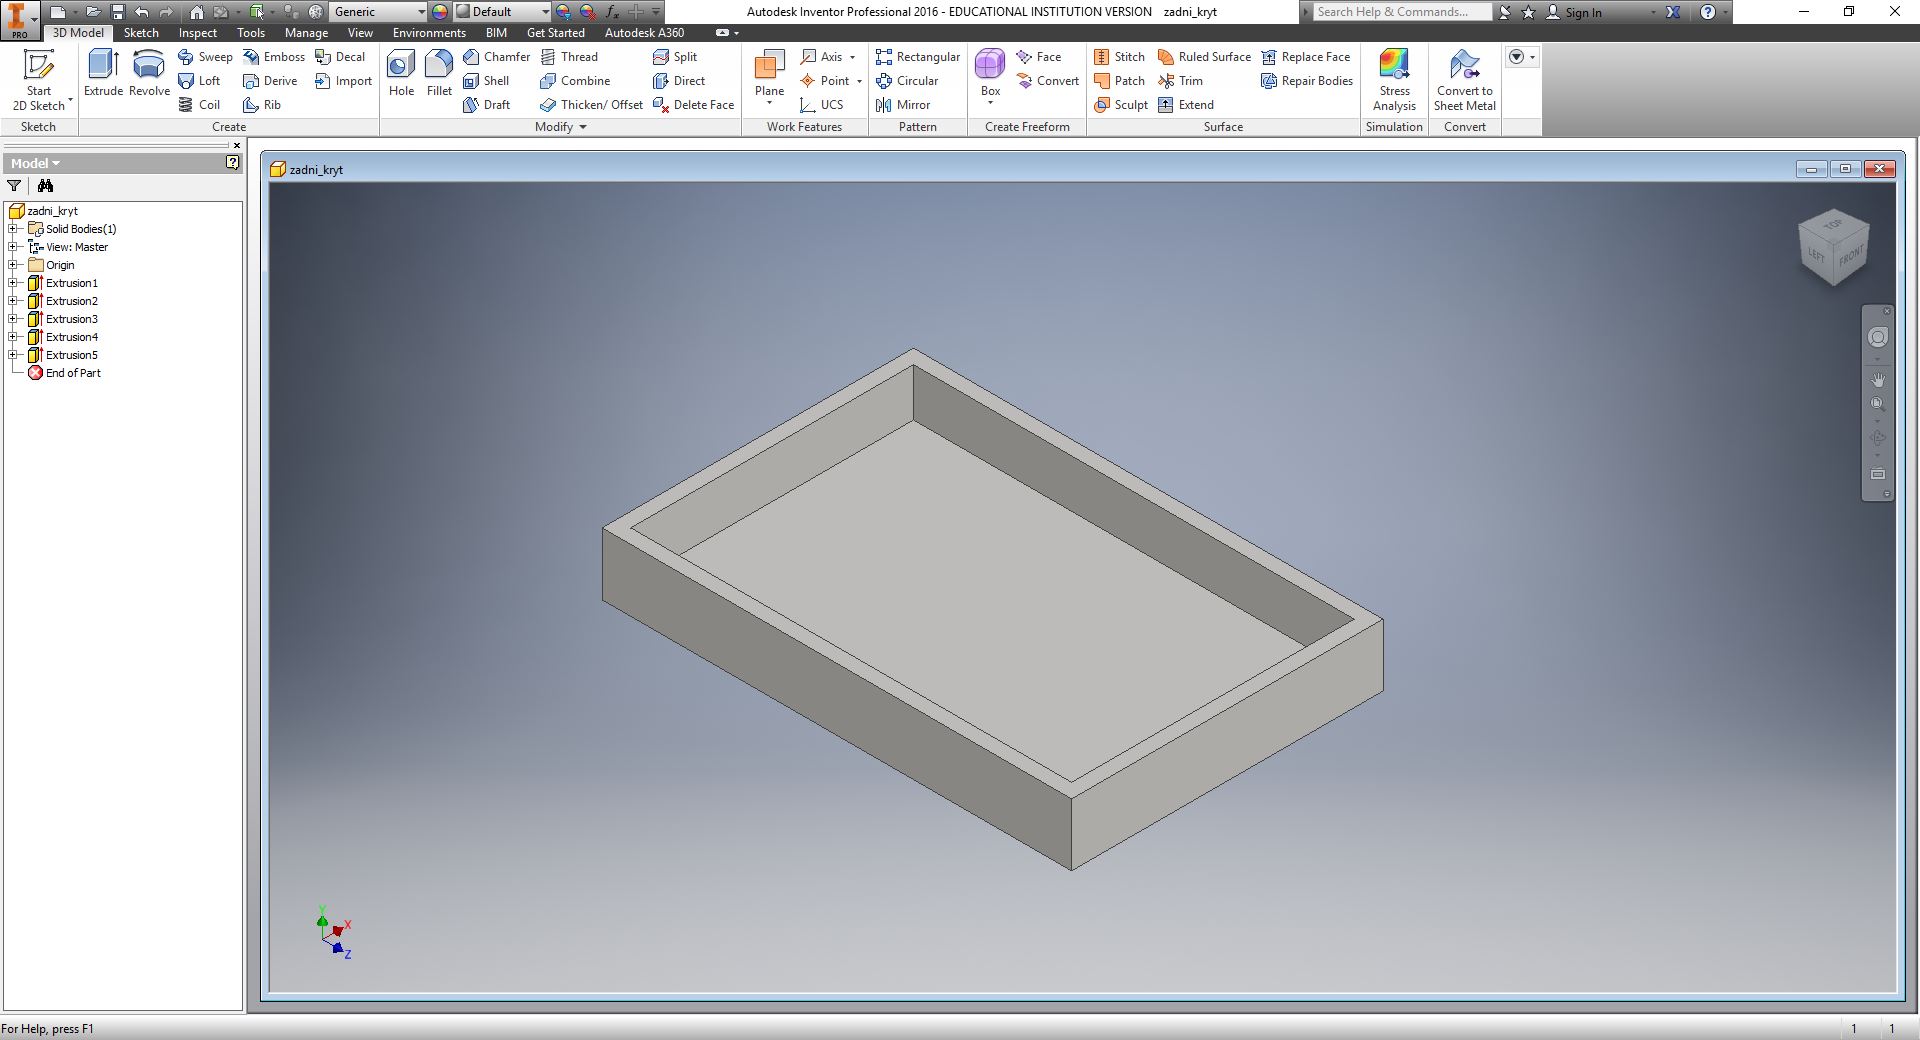 Generic
Default
Autodesk Inventor Professional 2016 - EDUCATIONAL INSTITUTION VERSION zadni_kryt
Search Help & Commands...
Sign In
PRO
3D Model
Sketch
Inspect
Tools
Manage
View
Environments
BIM
Get Started
Autodesk A360
Start
2D Sketch
Extrude
Revolve
Sweep
Loft
Coil
Emboss
Derive
Rib
Decal
Import
Hole
Fillet
Chamfer
Shell
Draft
Thread
Combine
Thicken/ Offset
Split
Direct
Delete Face
Plane
Axis
Point
UCS
Rectangular
Circular
Mirror
Box
Face
Convert
Stitch
Patch
Sculpt
Ruled Surface
Trim
Extend
Replace Face
Repair Bodies
Stress
Analysis
Convert to
Sheet Metal
Sketch
Create
Modify
Work Features
Pattern
Create Freeform
Surface
Simulation
Convert
Model
zadni_kryt
Solid Bodies(1)
View: Master
Origin
Extrusion1
Extrusion2
Extrusion3
Extrusion4
Extrusion5
End of Part
zadni_kryt
TOP
LEFT
FRONT
Y
X
Z
For Help, press F1
1
1